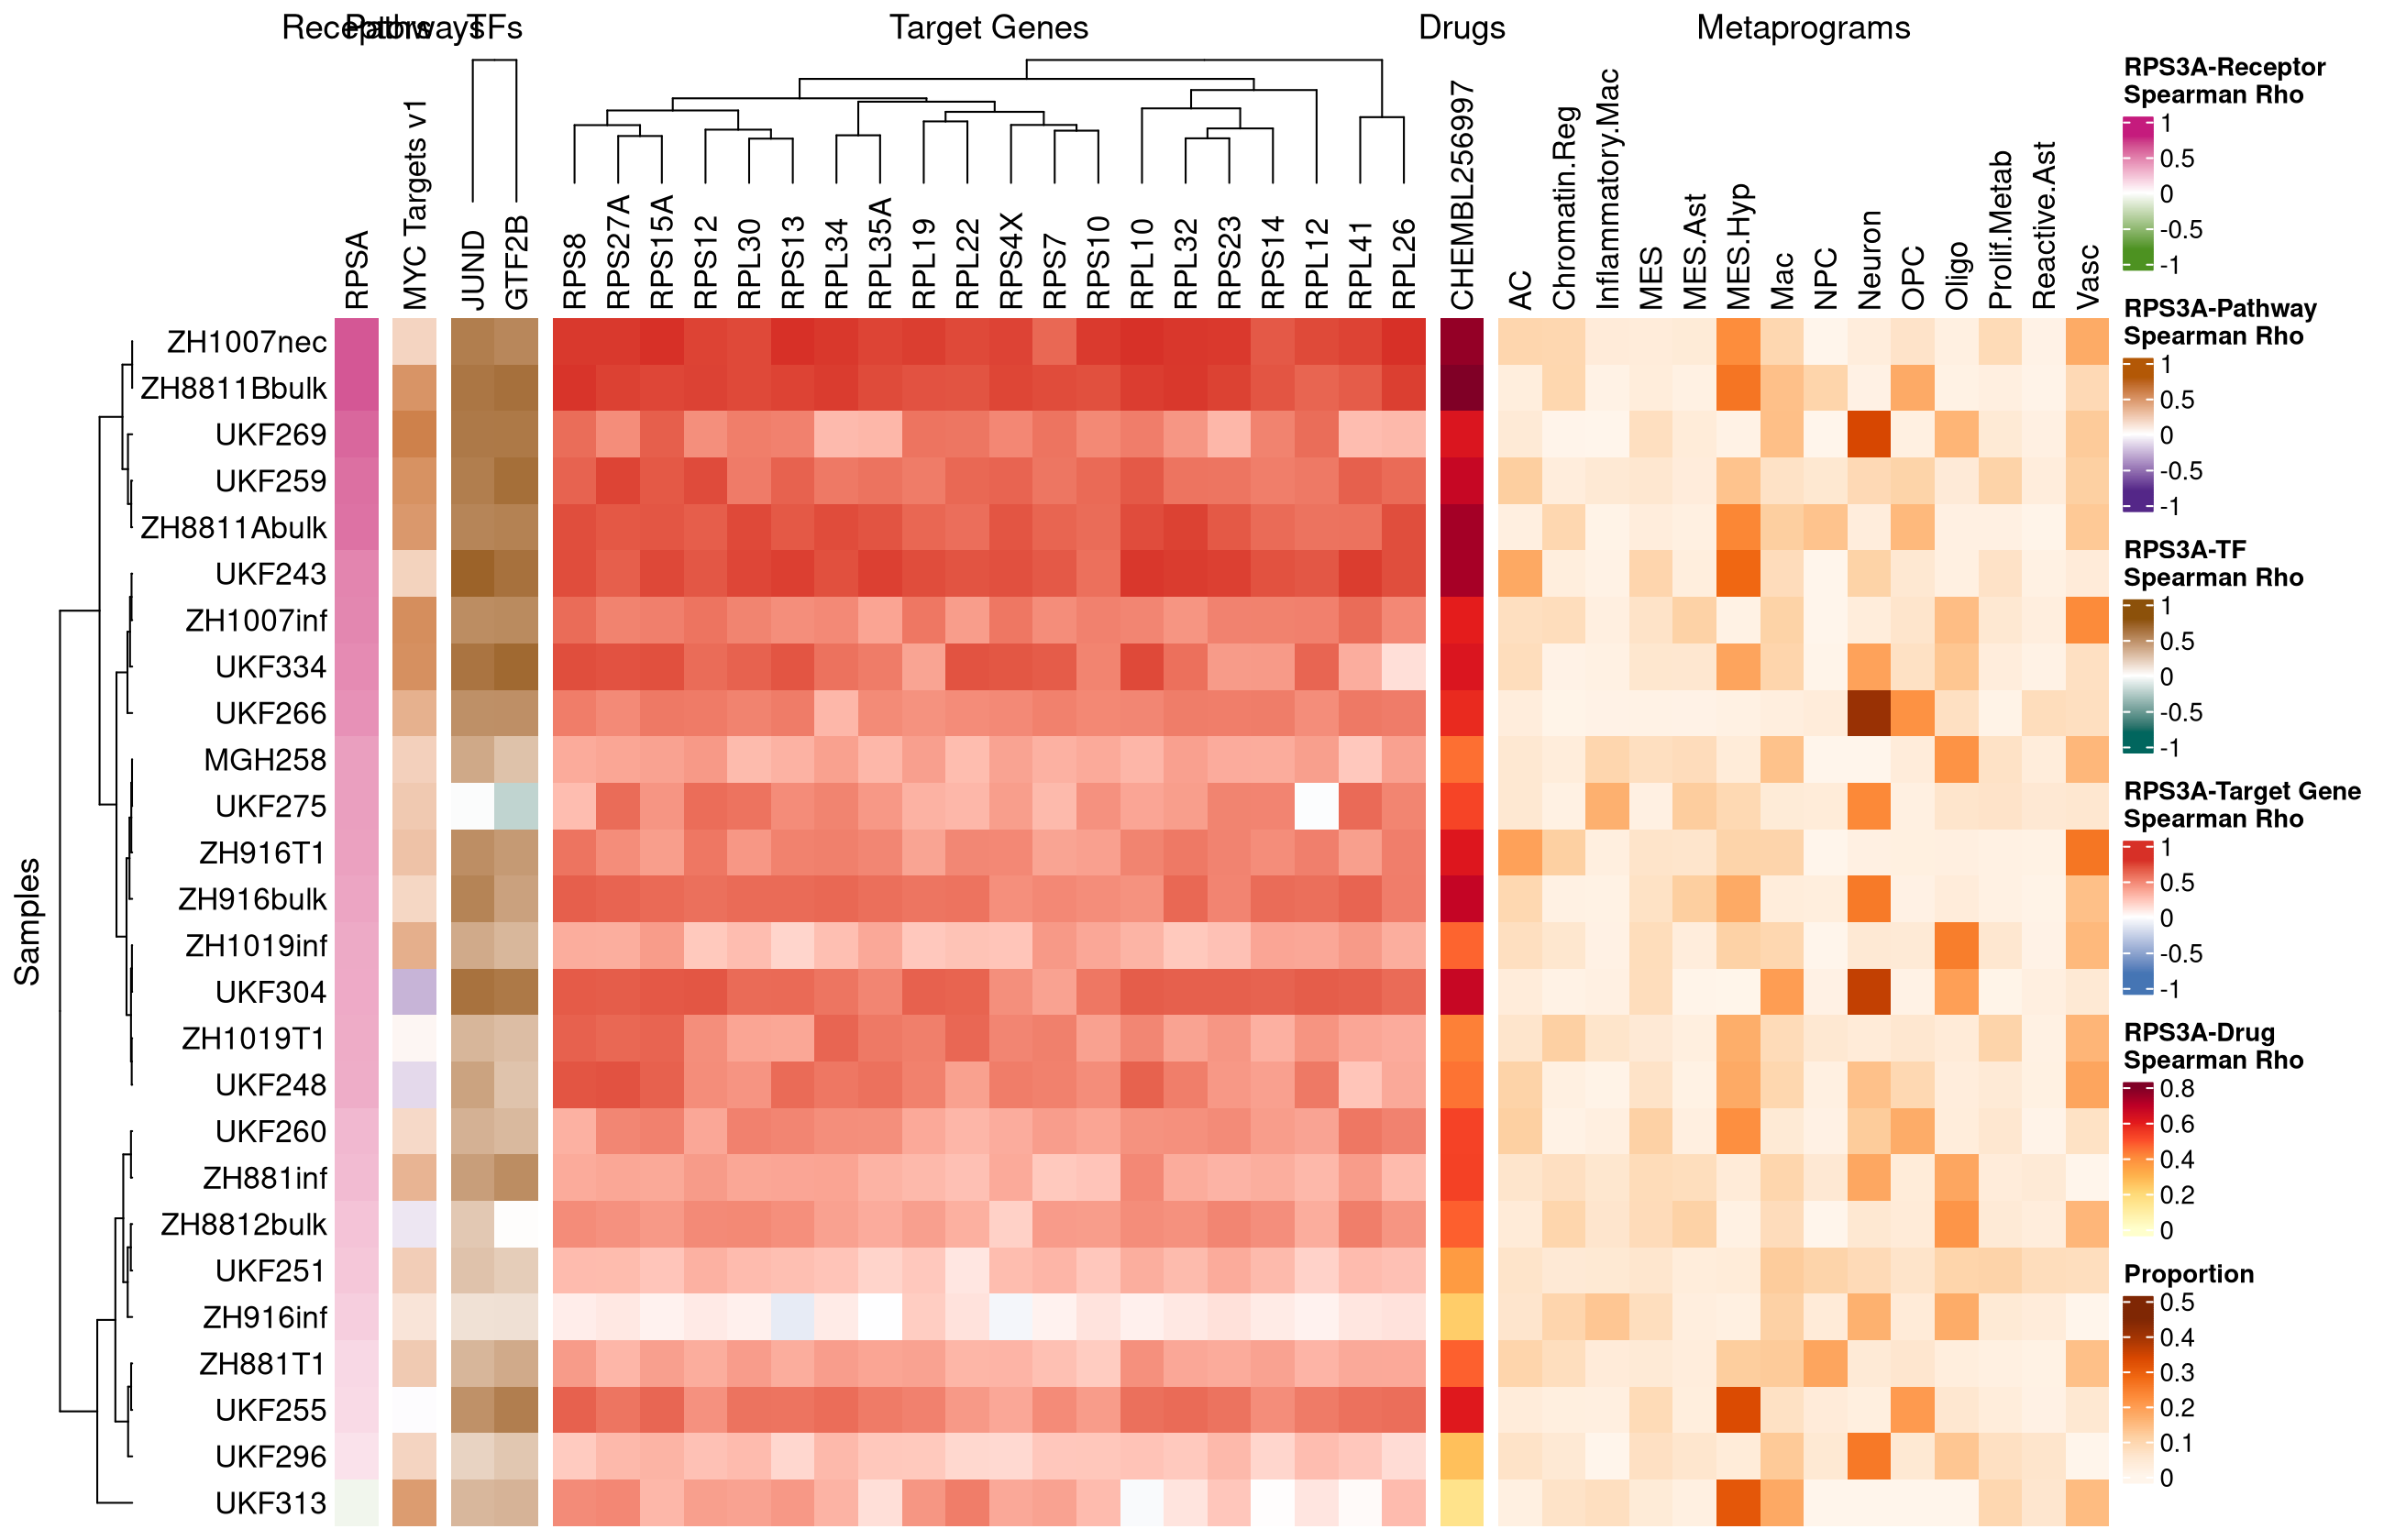 Receptors Pathways TFs Target Genes Drugs Metaprograms
RPSA
MYC Targets v1
JUND
GTF2B
RPS8
RPS27A
RPS15A
RPS12
RPL30
RPS13
RPL34
RPL35A
RPL19
RPL22
RPS4X
RPS7
RPS10
RPL10
RPL32
RPS23
RPS14
RPL12
RPL41
RPL26
CHEMBL256997
AC
Chromatin.Reg
Inflammatory.Mac
MES
MES.Ast
MES.Hyp
Mac
NPC
Neuron
OPC
Oligo
Prolif.Metab
Reactive.Ast
Vasc
Samples
ZH1007nec
ZH8811Bbulk
UKF269
UKF259
ZH8811Abulk
UKF243
ZH1007inf
UKF334
UKF266
MGH258
UKF275
ZH916T1
ZH916bulk
ZH1019inf
UKF304
ZH1019T1
UKF248
UKF260
ZH881inf
ZH8812bulk
UKF251
ZH916inf
ZH881T1
UKF255
UKF296
UKF313
RPS3A-Receptor
Spearman Rho
1
0.5
0
-0.5
-1
RPS3A-Pathway
Spearman Rho
1
0.5
0
-0.5
-1
RPS3A-TF
Spearman Rho
1
0.5
0
-0.5
-1
RPS3A-Target Gene
Spearman Rho
1
0.5
0
-0.5
-1
RPS3A-Drug
Spearman Rho
0.8
0.6
0.4
0.2
0
Proportion
0.5
0.4
0.3
0.2
0.1
0